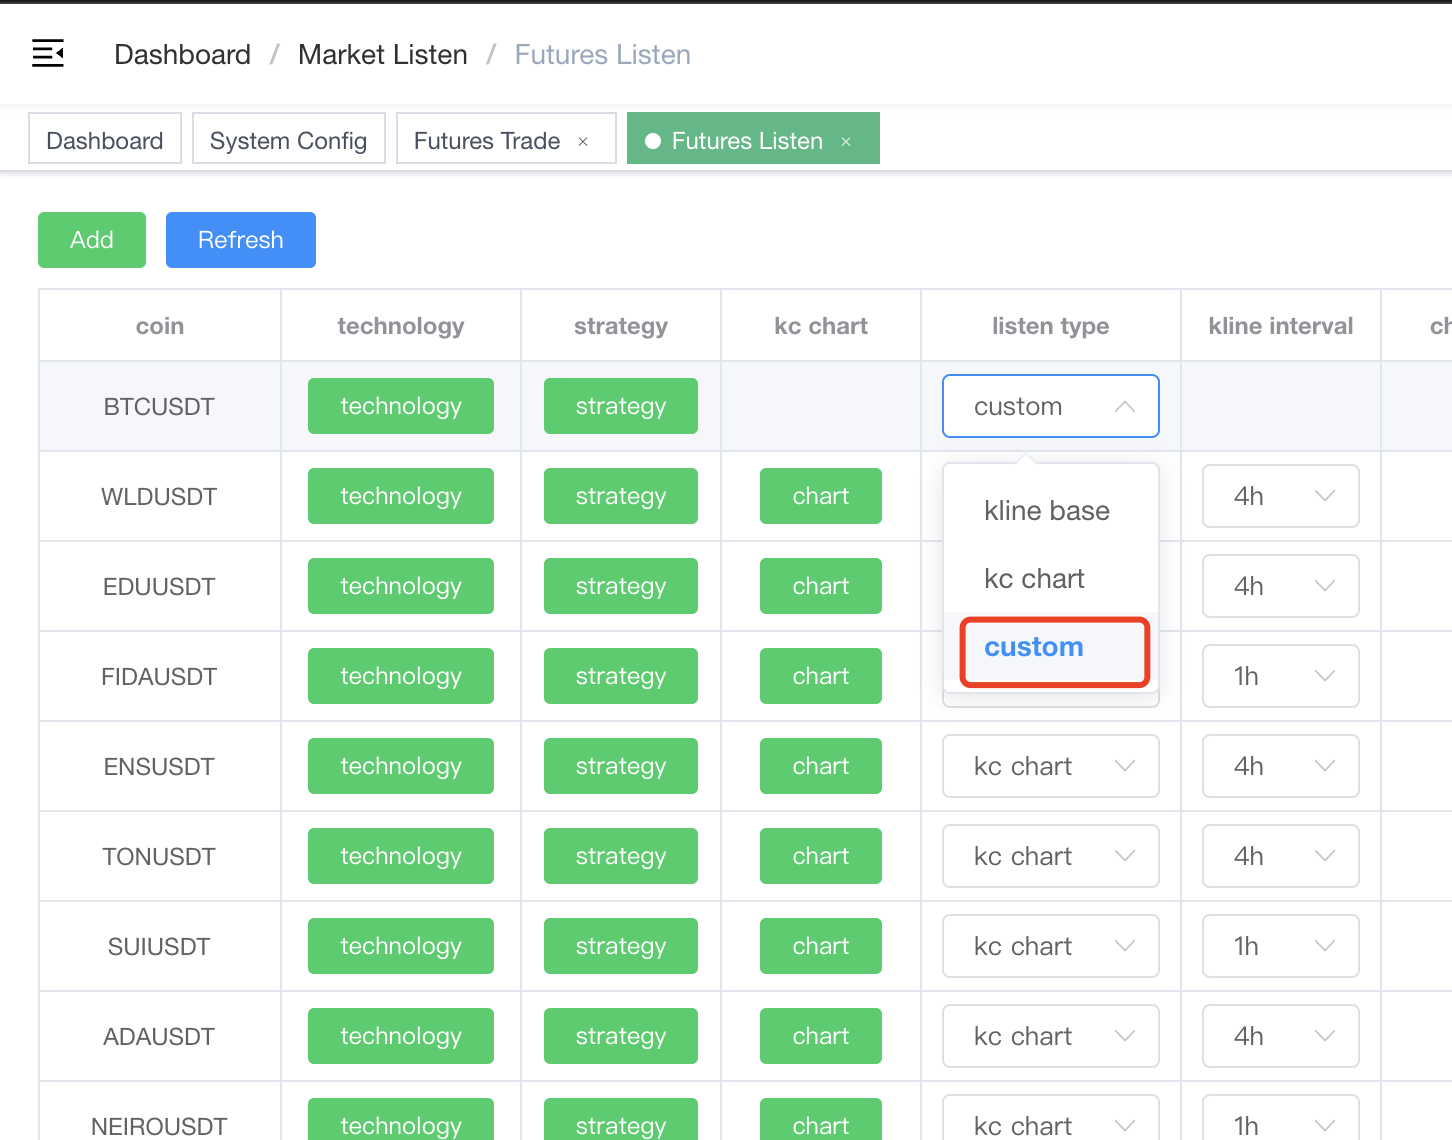 Dashboard / Market Listen / Futures Listen
Dashboard System Config Futures Trade × Futures Listen ×
Add Refresh
coin technology strategy kc chart listen type kline interval ch
BTCUSDT technology strategy custom
WLDUSDT technology strategy chart 4h
kline base
EDUUSDT technology strategy chart kc chart 4h
FIDAUSDT technology strategy chart custom 1h
ENSUSDT technology strategy chart kc chart 4h
TONUSDT technology strategy chart kc chart 4h
SUIUSDT technology strategy chart kc chart 1h
ADAUSDT technology strategy chart kc chart 4h
NEIROUSDT technology strategy chart kc chart 1h